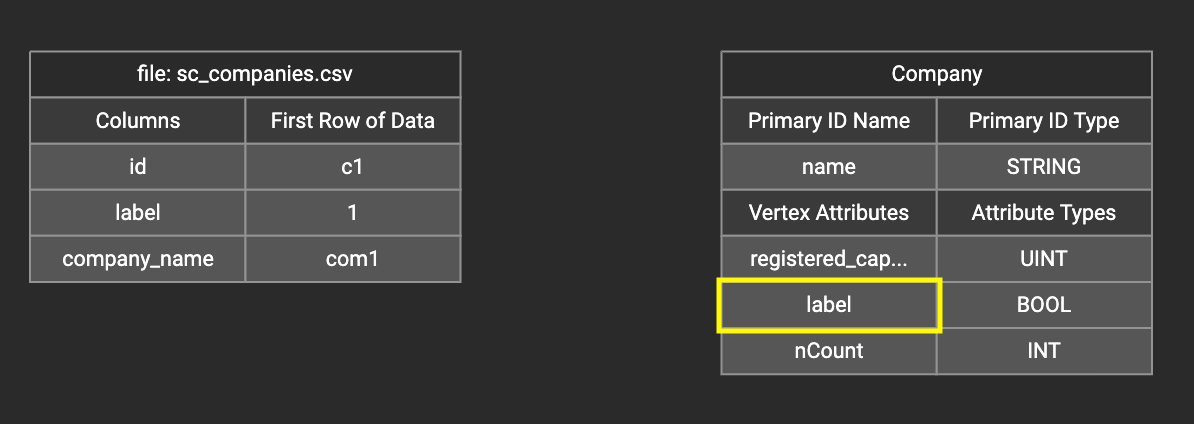 file: sc_companies.csv
Columns First Row of Data
id c1
label 1
company_name com1
Company
Primary ID Name Primary ID Type
name STRING
Vertex Attributes Attribute Types
registered_cap... UINT
label BOOL
nCount INT